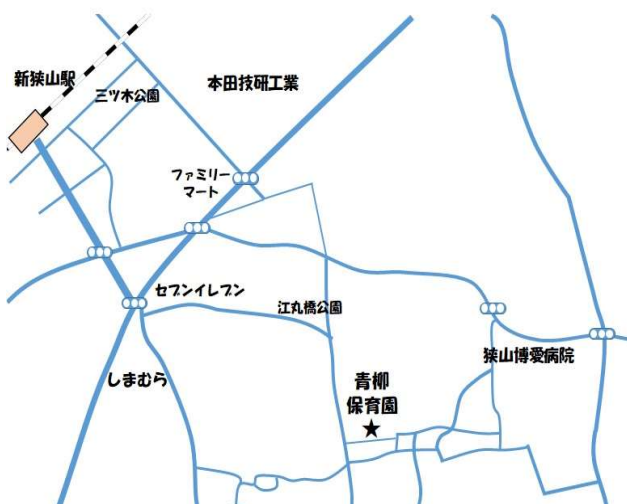 新狭山駅
三ツ木公園
本田技研工業
ファミリー
マート
セブンイレブン
江丸橋公園
しまむら
狭山博愛病院
青柳
保育園
★